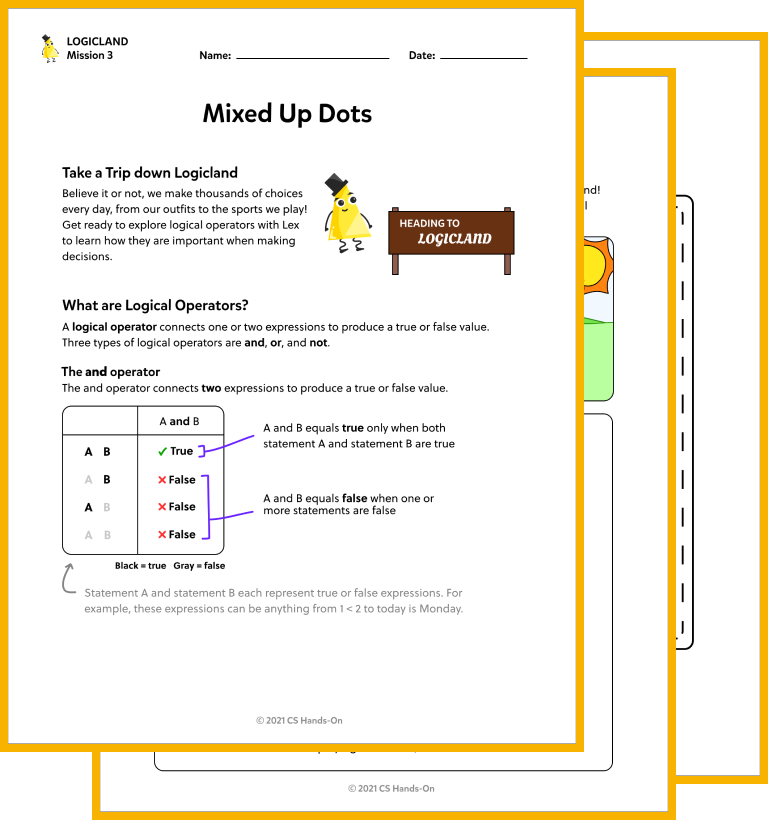 LOGICLAND
Mission 3
Name:
Date:
Mixed Up Dots
Take a Trip down Logicland
Believe it or not, we make thousands of choices
every day, from our outfits to the sports we play!
Get ready to explore logical operators with Lex
to learn how they are important when making
decisions.
HEADING TO
LOGICLAND
What are Logical Operators?
A logical operator connects one or two expressions to produce a true or false value.
Three types of logical operators are and, or, and not.
The and operator
The and operator connects two expressions to produce a true or false value.
A and B
A B ✓ True
A B ✕ False
A B ✕ False
A B ✕ False
A and B equals true only when both
statement A and statement B are true
A and B equals false when one or
more statements are false
Black = true Gray = false
Statement A and statement B each represent true or false expressions. For
example, these expressions can be anything from 1 < 2 to today is Monday.
© 2021 CS Hands-On
© 2021 CS Hands-On